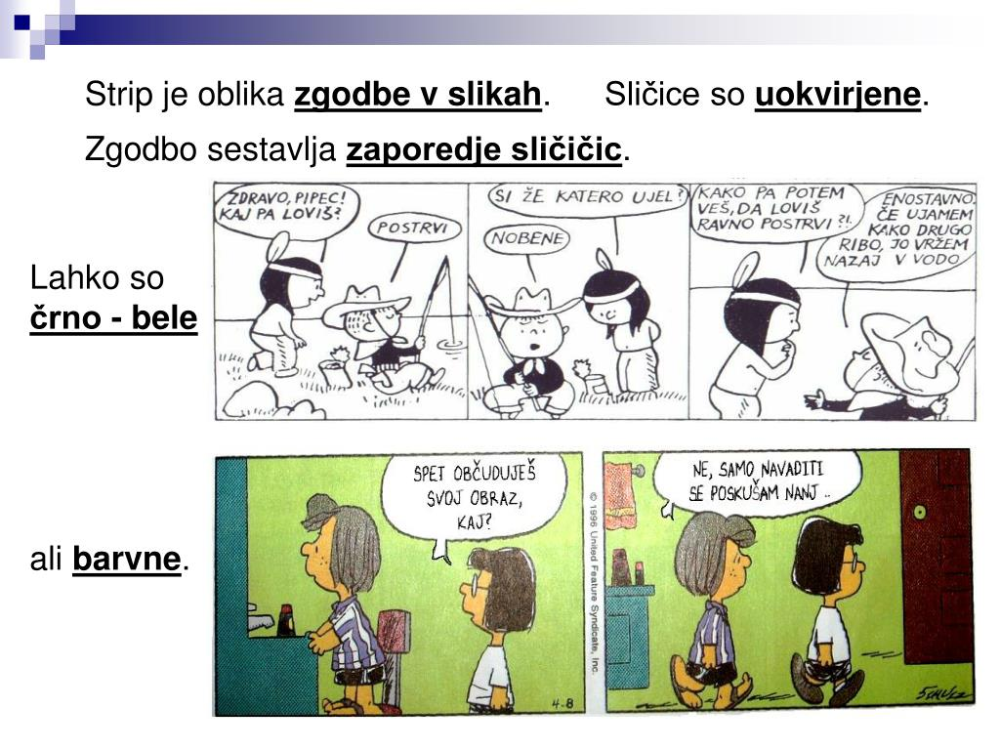 Strip je oblika zgodbe v slikah. Sličice so uokvirjene.
Zgodbo sestavlja zaporedje sličičic.
Lahko so
črno - bele
ZDRAVO, PIPEC!
KAJ PA LOVIŠ?
POSTRVI
SI ŽE KATERO UJEL?
NOBENE
KAKO PA POTEM
VEŠ, DA LOVIŠ
RAVNO POSTRVI?!
ENOSTAVNO.
ČE UJAMEM
KAKO DRUGO
RIBO, JO VRŽEM
NAZAJ V VODO
ali barvne.
SPET OBČUDUJEŠ
SVOJ OBRAZ,
KAJ?
4-8
© 1996 United Feature Syndicate, Inc.
NE, SAMO NAVADITI
SE POSKUŠAM NANJ ..
SCHULZ